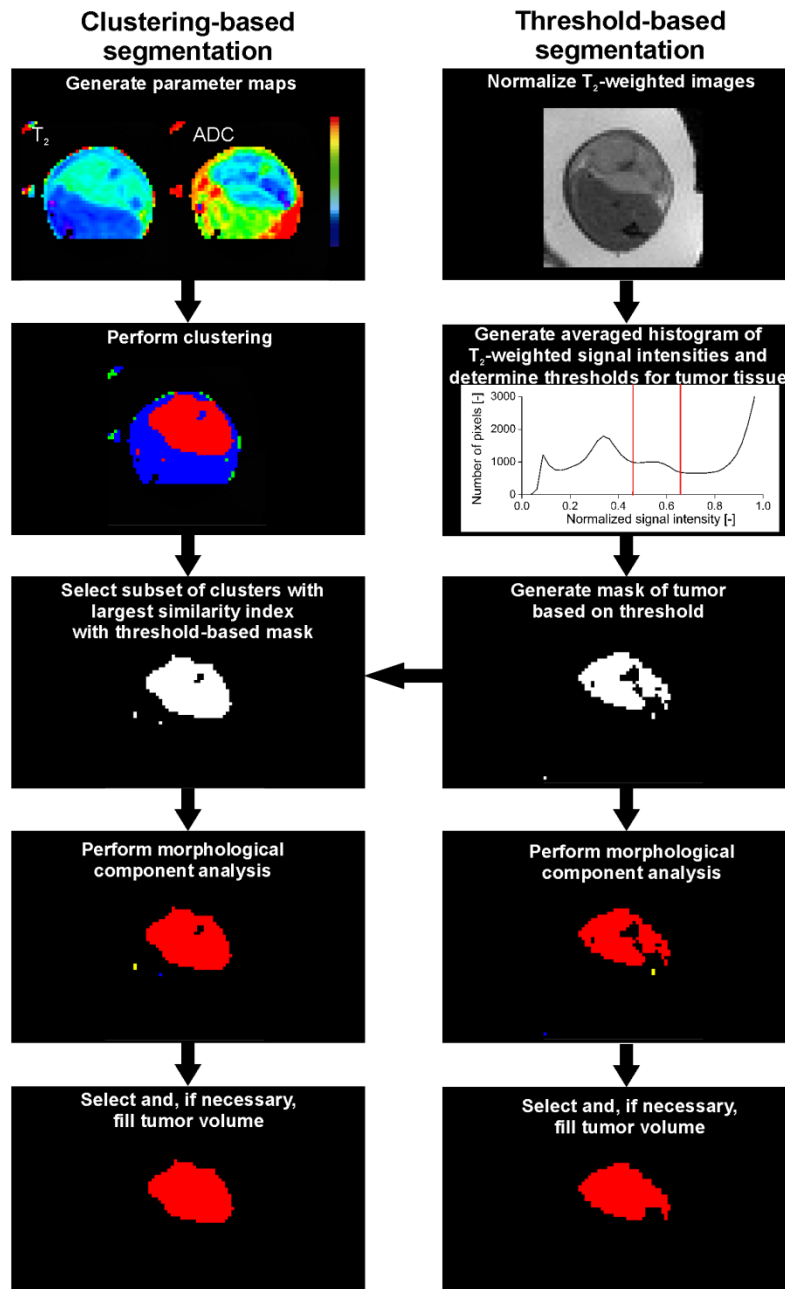 Clustering-based
segmentation
Generate parameter maps
T₂
ADC
Perform clustering
Select subset of clusters with
largest similarity index
with threshold-based mask
Perform morphological
component analysis
Select and, if necessary,
fill tumor volume
Threshold-based
segmentation
Normalize T₂-weighted images
Generate averaged histogram of
T₂-weighted signal intensities and
determine thresholds for tumor tissue
Number of pixels [-]
3000
2000
1000
0
0.0 0.2 0.4 0.6 0.8 1.0
Normalized signal intensity [-]
Generate mask of tumor
based on threshold
Perform morphological
component analysis
Select and, if necessary,
fill tumor volume